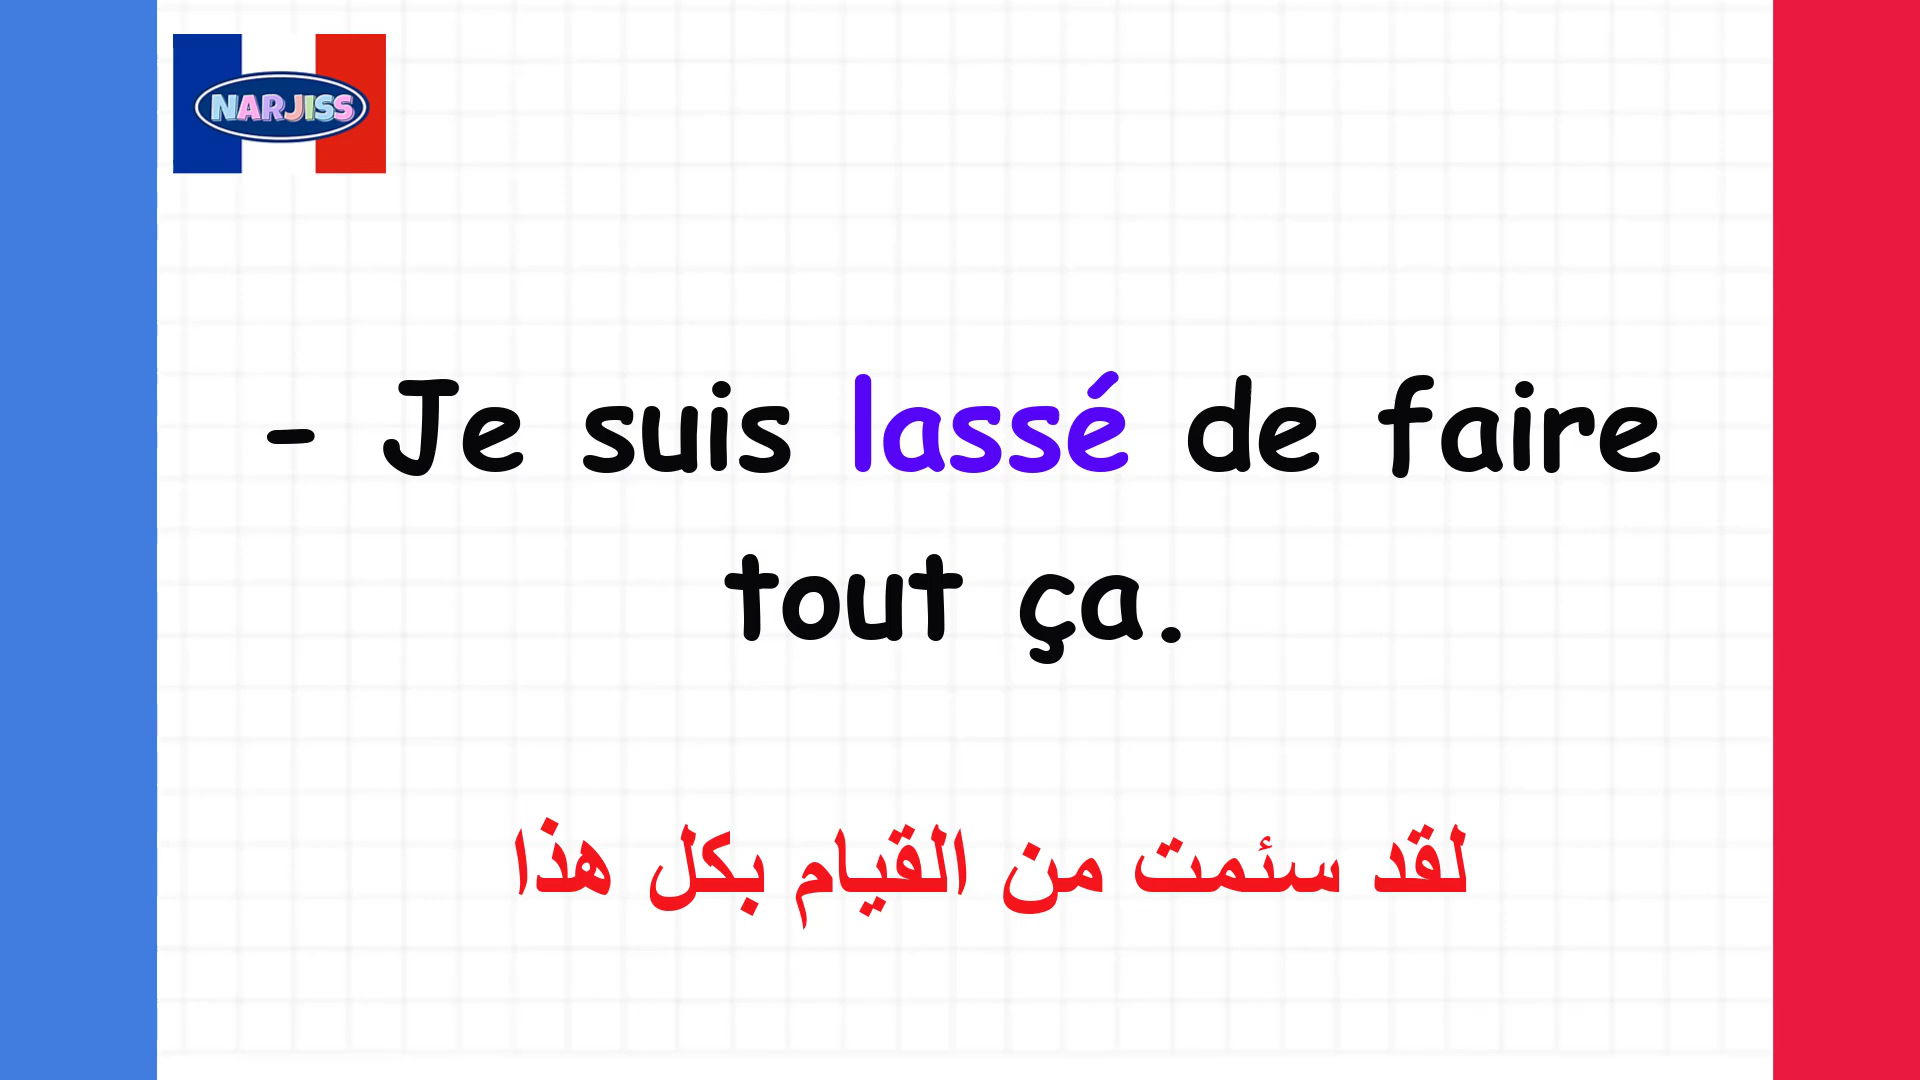 NARJISS
- Je suis lassé de faire
tout ça.
لقد سئمت من القيام بكل هذا